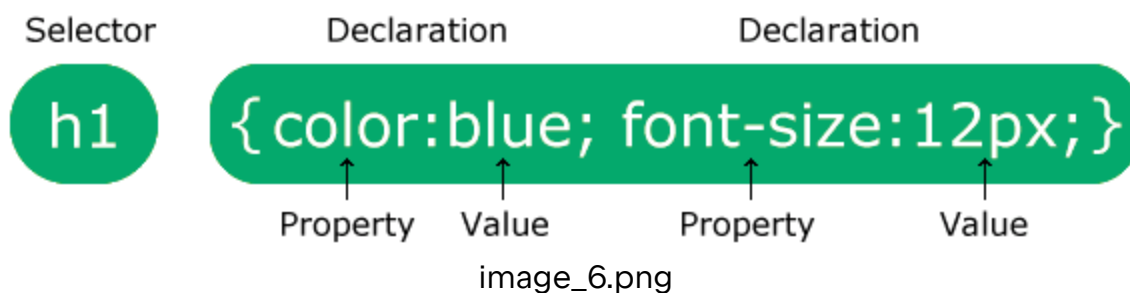 Selector Declaration Declaration
h1 {color:blue; font-size:12px;}
Property Value Property Value
image_6.png